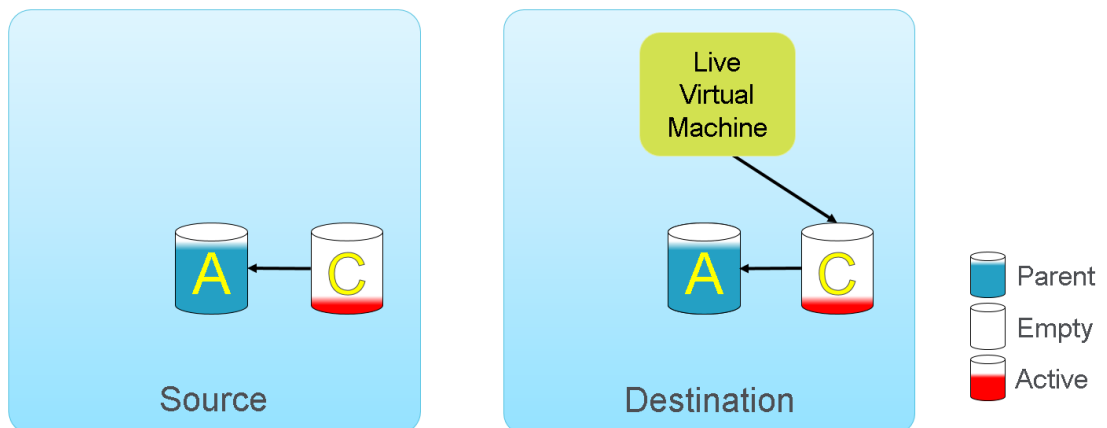 Live
Virtual
Machine
A
C
A
C
Parent
Empty
Active
Source
Destination